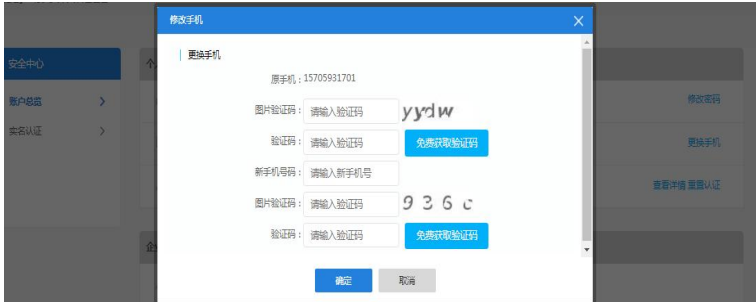 修改手机
更换手机
原手机：15705931701
图片验证码： 请输入验证码 yydw
验证码： 请输入验证码 免费获取验证码
新手机号码： 请输入新手机号
图片验证码： 请输入验证码 936c
验证码： 请输入验证码 免费获取验证码
确定 取消
安全中心
账户总览
实名认证
个
修改密码
更换手机
查看详情 重置认证
企